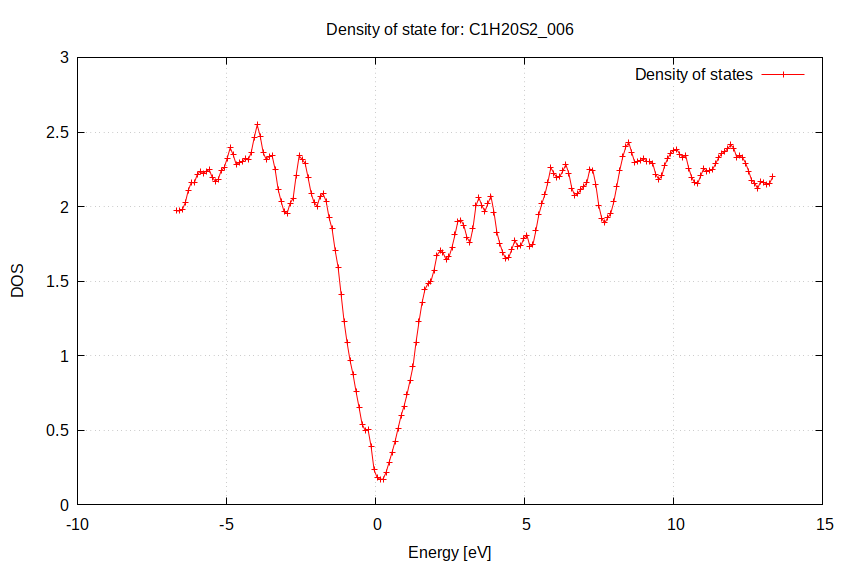 Density of state for: C1H20S2_006
Density of states
3
2.5
2
1.5
1
0.5
0
DOS
-10 -5 0 5 10 15
Energy [eV]